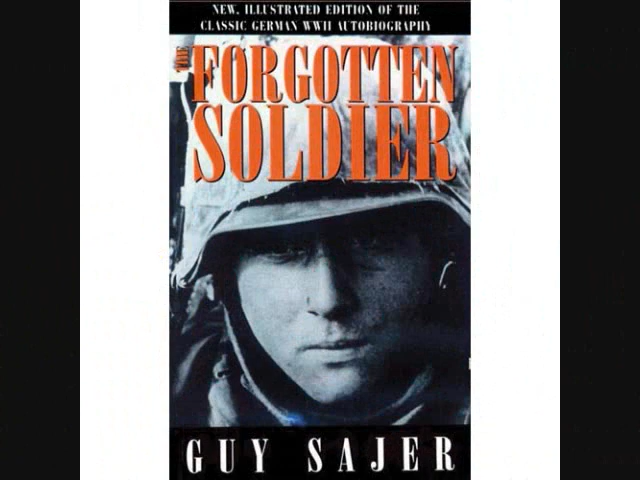 NEW, ILLUSTRATED EDITION OF THE
CLASSIC GERMAN WWII AUTOBIOGRAPHY
THE
FORGOTTEN
SOLDIER
GUY SAJER